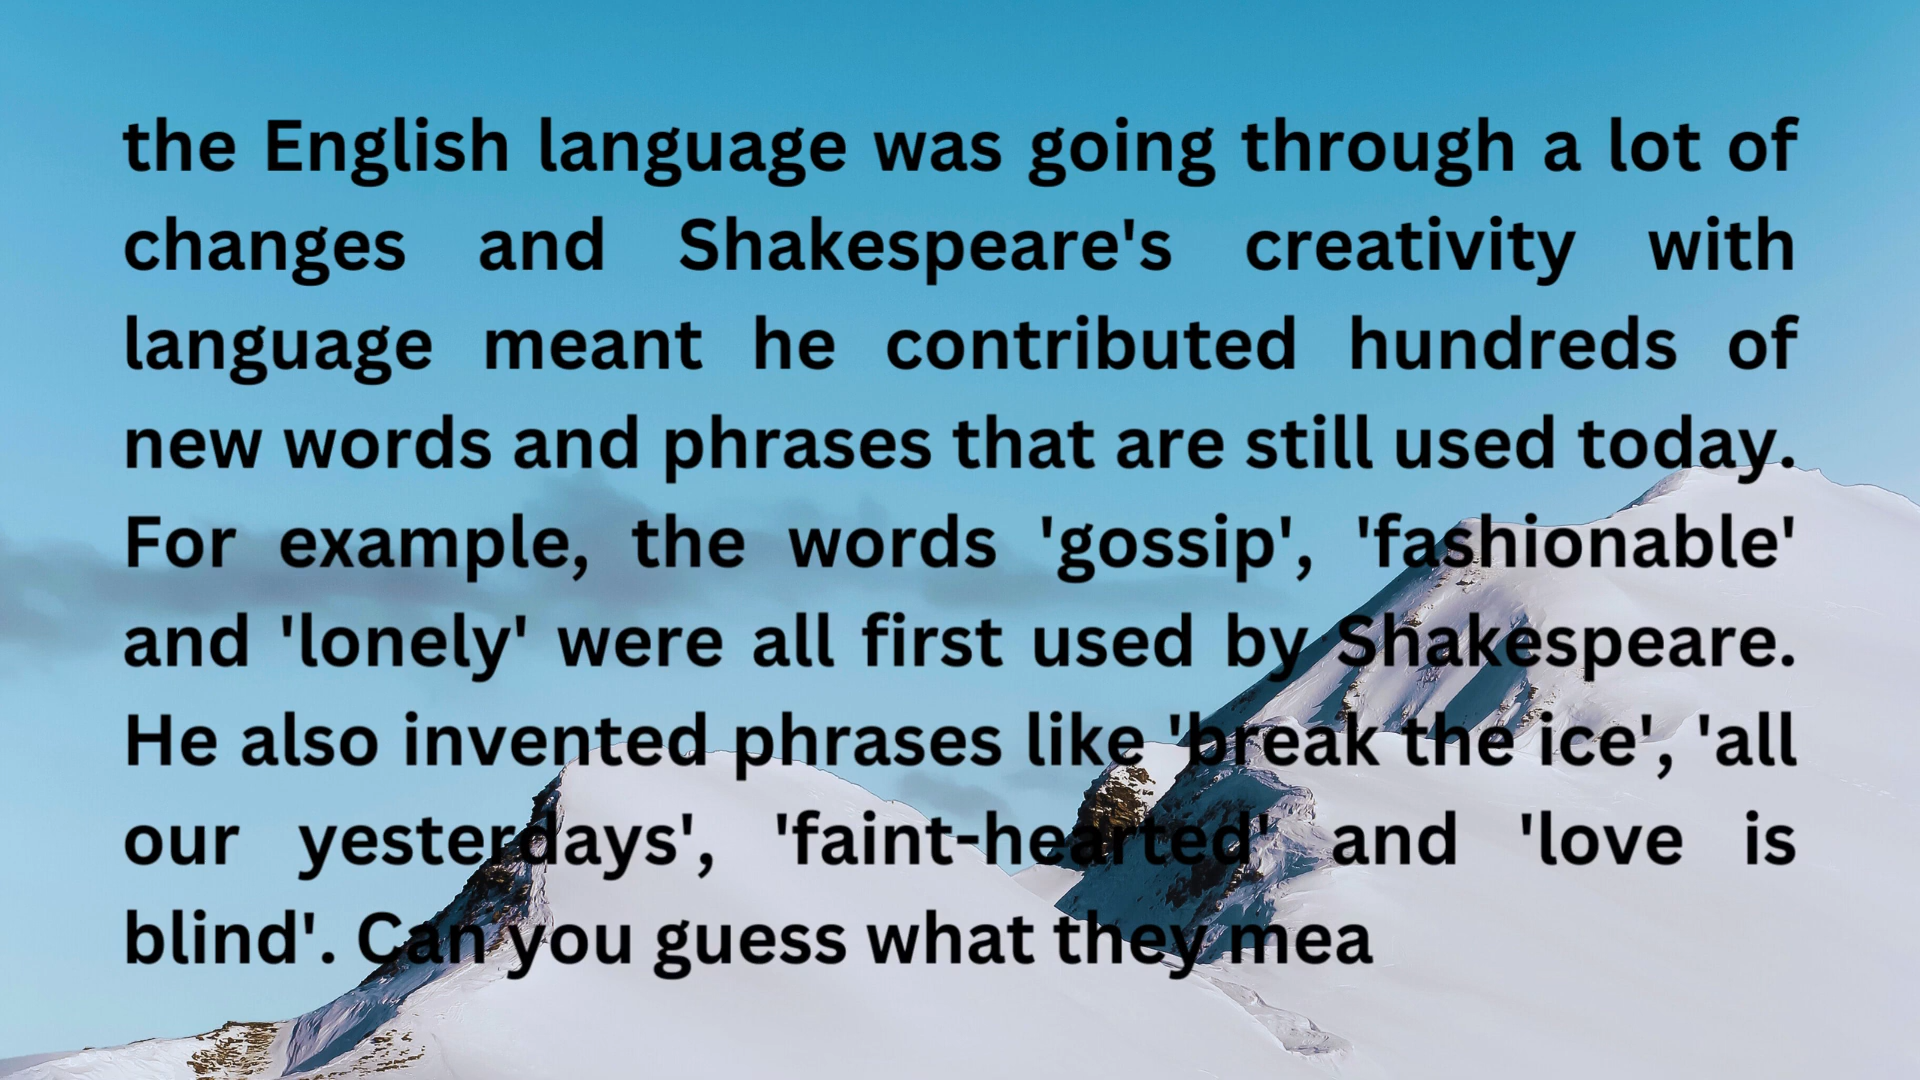 the English language was going through a lot of
changes and Shakespeare's creativity with
language meant he contributed hundreds of
new words and phrases that are still used today.
For example, the words 'gossip', 'fashionable'
and 'lonely' were all first used by Shakespeare.
He also invented phrases like 'break the ice', 'all
our yesterdays', 'faint-hearted' and 'love is
blind'. Can you guess what they mea